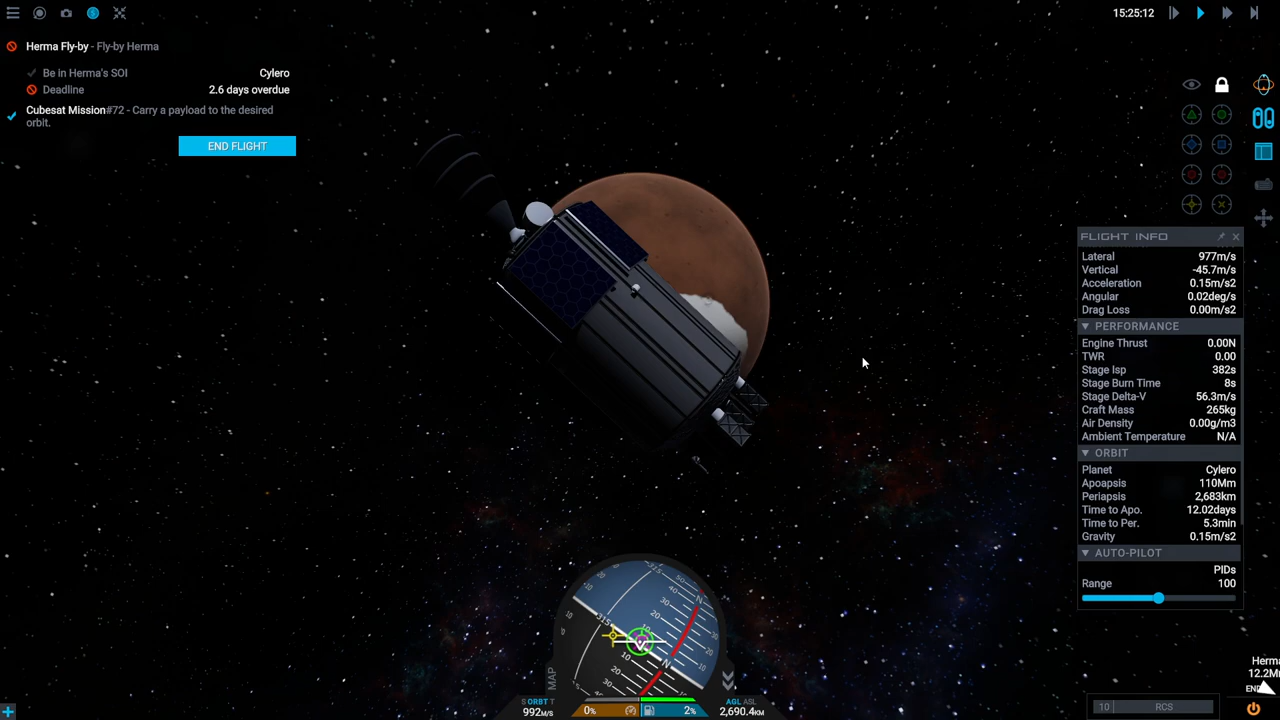 15:25:12
Herma Fly-by - Fly-by Herma
Be in Herma's SOI Cylero
Deadline 2.6 days overdue
Cubesat Mission#72 - Carry a payload to the desired
orbit.
END FLIGHT
FLIGHT INFO
Lateral 977m/s
Vertical -45.7m/s
Acceleration 0.15m/s2
Angular 0.02deg/s
Drag Loss 0.00m/s2
PERFORMANCE
Engine Thrust 0.00N
TWR 0.00
Stage Isp 382s
Stage Burn Time 8s
Stage Delta-V 56.3m/s
Craft Mass 265kg
Air Density 0.00g/m3
Ambient Temperature N/A
ORBIT
Planet Cylero
Apoapsis 110Mm
Periapsis 2,683km
Time to Apo. 12.02days
Time to Per. 5.3min
Gravity 0.15m/s2
AUTO-PILOT
PIDs
Range 100
Herma
12.2M
MAP
S ORBT T
992M/S
0%
2%
AGL ASL
2,690.4KM
10 RCS